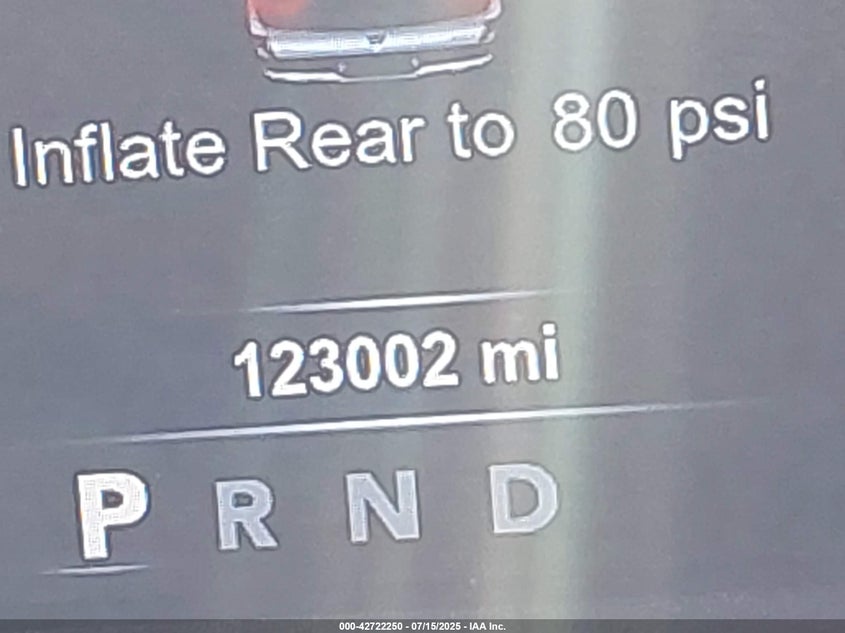 Inflate Rear to 80 psi
123002 mi
P R N D
000-42722250 - 07/15/2025 - IAA Inc.